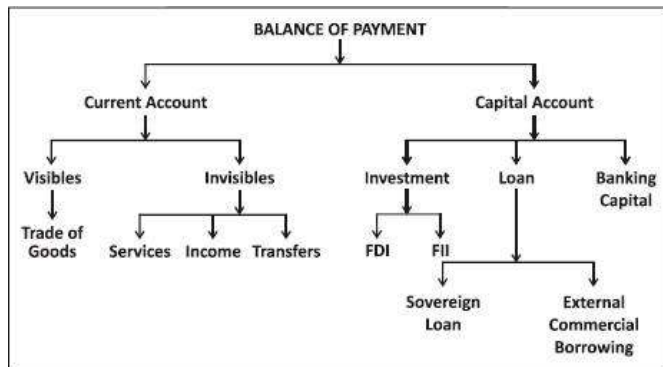 BALANCE OF PAYMENT
Current Account
Capital Account
Visibles
Invisibles
Investment
Loan
Banking
Capital
Trade of
Goods
Services
Income
Transfers
FDI
FII
Sovereign
Loan
External
Commercial
Borrowing